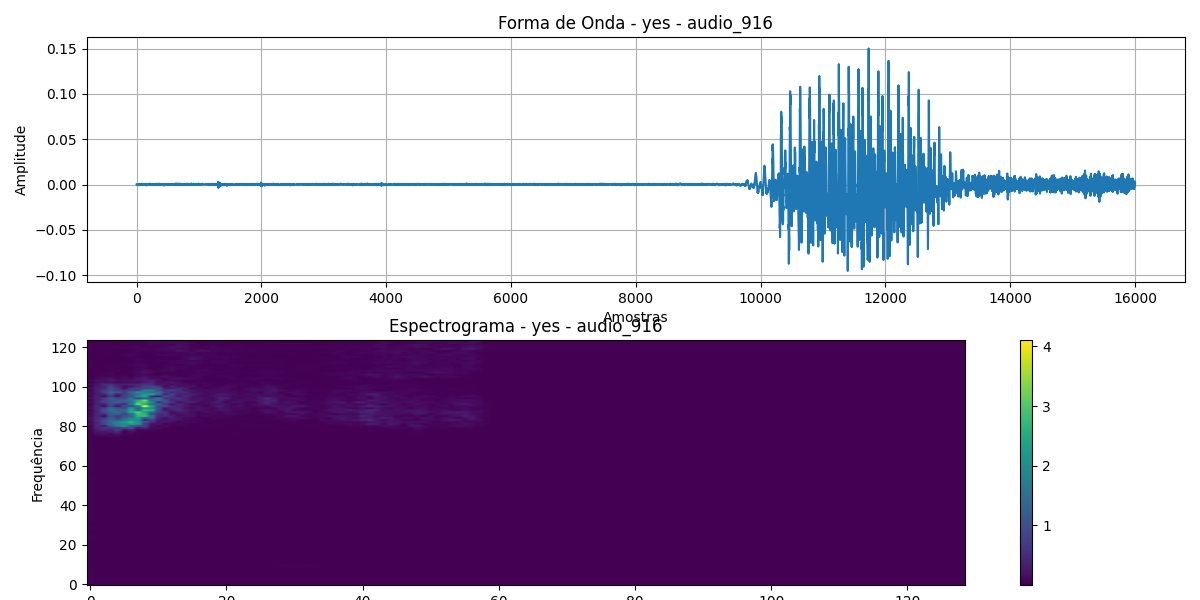 Forma de Onda - yes - audio_916
Amplitude
0.15
0.10
0.05
0.00
−0.05
−0.10
0 2000 4000 6000 8000 10000 12000 14000 16000
Amostras
Espectrograma - yes - audio_916
Frequência
120
100
80
60
40
20
0
0 20 40 60 80 100 120
4
3
2
1